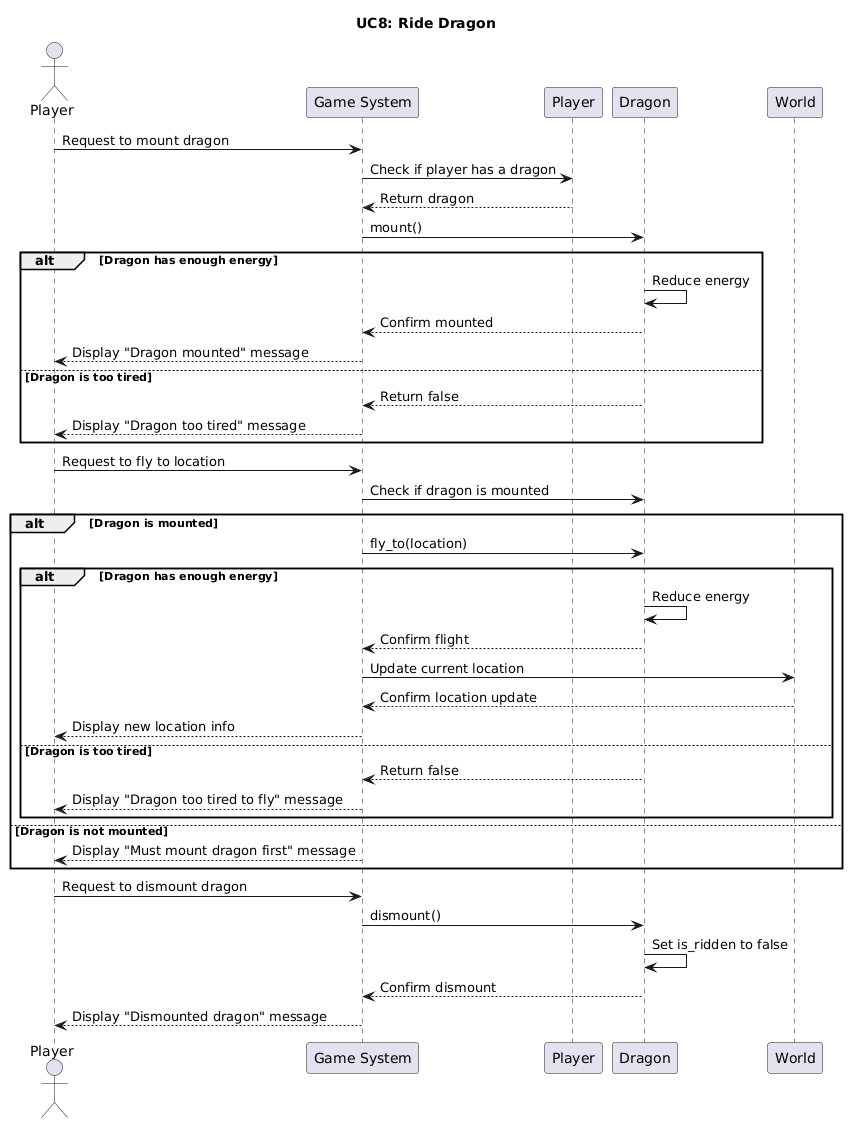 UC8: Ride Dragon
Player
Game System
Player
Dragon
World
Request to mount dragon
Check if player has a dragon
Return dragon
mount()
alt
[Dragon has enough energy]
Reduce energy
Confirm mounted
Display "Dragon mounted" message
[Dragon is too tired]
Return false
Display "Dragon too tired" message
Request to fly to location
Check if dragon is mounted
alt
[Dragon is mounted]
fly_to(location)
alt
[Dragon has enough energy]
Reduce energy
Confirm flight
Update current location
Confirm location update
Display new location info
[Dragon is too tired]
Return false
Display "Dragon too tired to fly" message
[Dragon is not mounted]
Display "Must mount dragon first" message
Request to dismount dragon
dismount()
Set is_ridden to false
Confirm dismount
Display "Dismounted dragon" message
Player
Game System
Player
Dragon
World